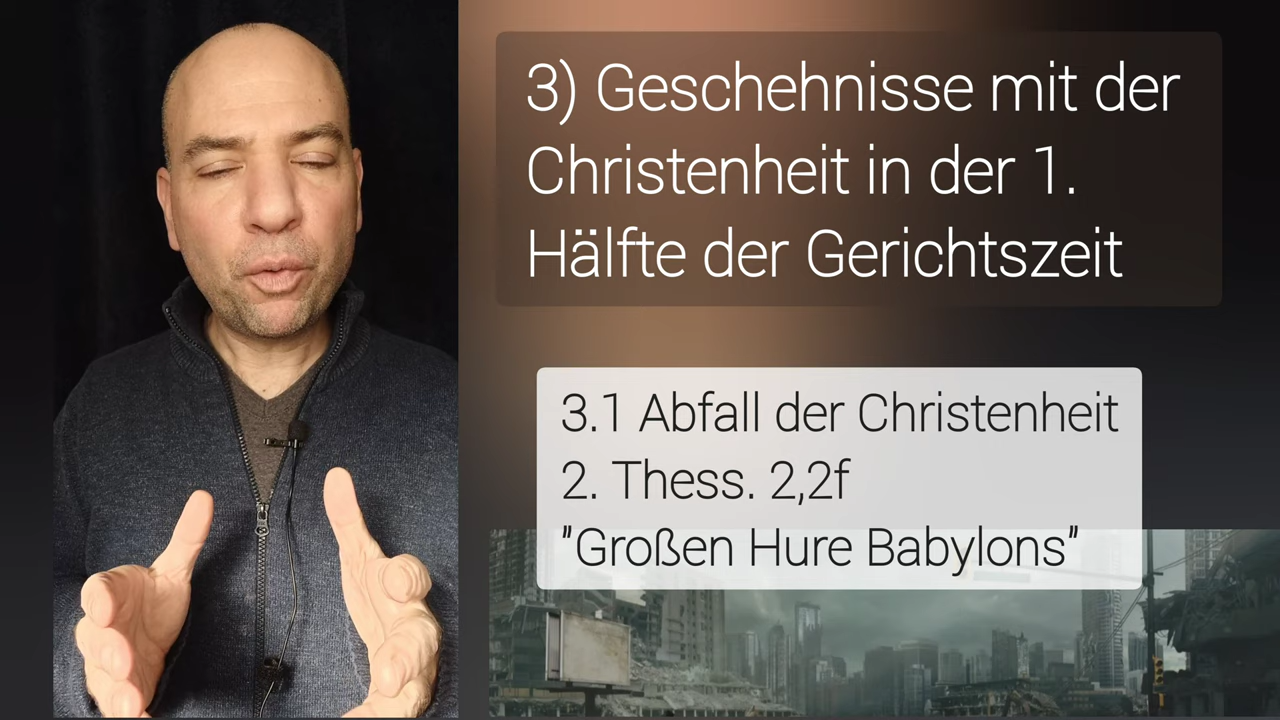 3) Geschehnisse mit der
Christenheit in der 1.
Hälfte der Gerichtszeit
3.1 Abfall der Christenheit
2. Thess. 2,2f
"Großen Hure Babylons"